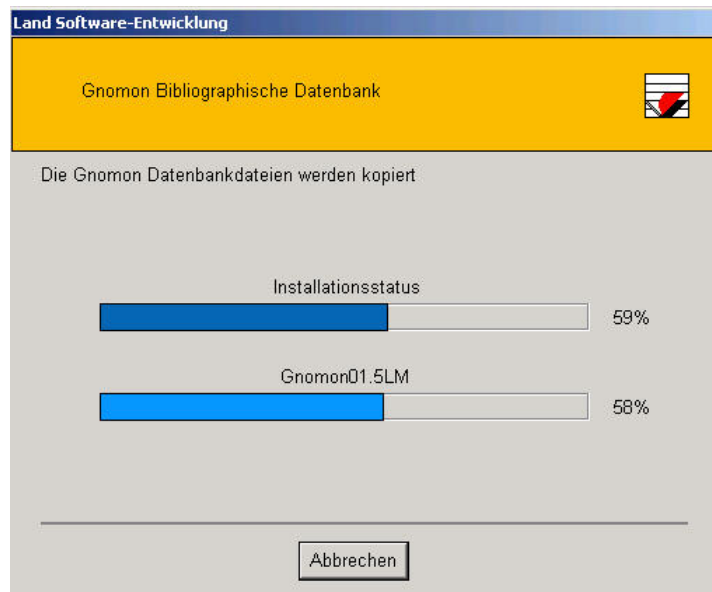 Land Software-Entwicklung
Gnomon Bibliographische Datenbank
Die Gnomon Datenbankdateien werden kopiert
Installationsstatus
59%
Gnomon01.5LM
58%
Abbrechen